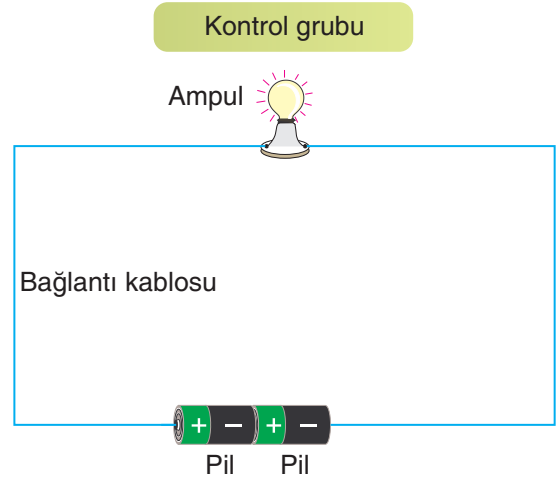 Kontrol grubu
Ampul
Bağlantı kablosu
+ − + −
Pil Pil